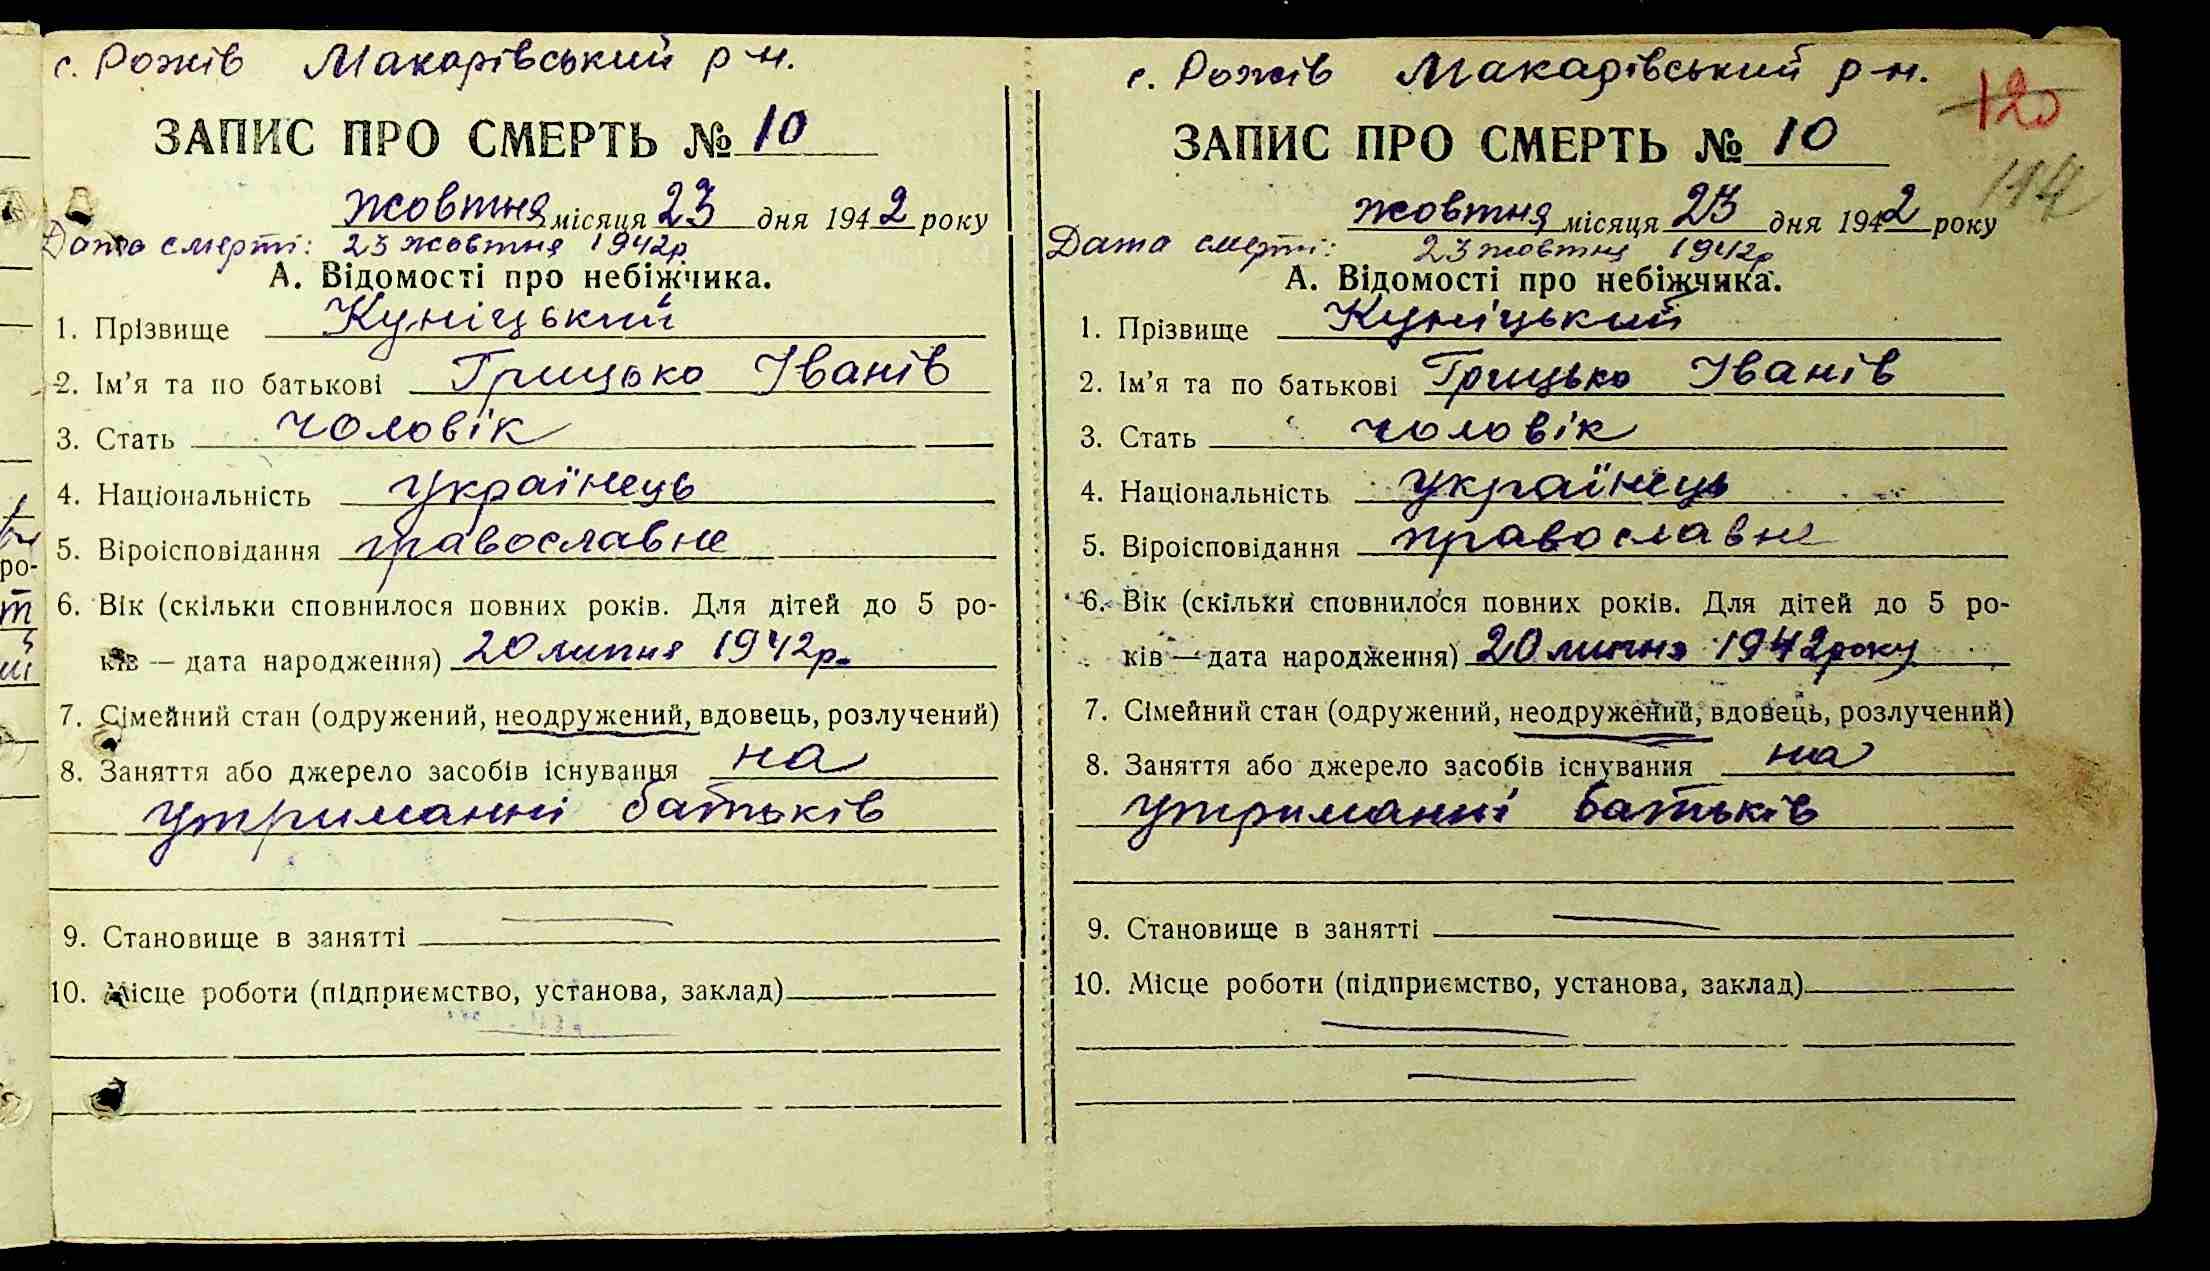 с. Рожів Макарівський р-н.
ЗАПИС ПРО СМЕРТЬ № 10
жовтня місяця 23 дня 1942 року
Дата смерті: 23 жовтня 1942р.
А. Відомості про небіжчика.
1. Прізвище Куніцький
2. Ім'я та по батькові Грицько Іванів
3. Стать чоловік
4. Національність українець
5. Віроісповідання православне
6. Вік (скільки сповнилося повних років. Для дітей до 5 ро-
ків — дата народження) 20 липня 1942р.
7. Сімейний стан (одружений, неодружений, вдовець, розлучений)
8. Заняття або джерело засобів існування на
утриманні батьків
9. Становище в занятті —
10. Місце роботи (підприємство, установа, заклад)
—
с. Рожів Макарівський р-н.
120
ЗАПИС ПРО СМЕРТЬ № 10
114
жовтня місяця 23 дня 1942 року
Дата смерті: 23 жовтня 1942р
А. Відомості про небіжчика.
1. Прізвище Куніцький
2. Ім'я та по батькові Грицько Іванів
3. Стать чоловік
4. Національність українець
5. Віроісповідання православне
6. Вік (скільки сповнилося повних років. Для дітей до 5 ро-
ків — дата народження) 20 липня 1942 року
7. Сімейний стан (одружений, неодружений, вдовець, розлучений)
8. Заняття або джерело засобів існування на
утриманні батьків
9. Становище в занятті —
10. Місце роботи (підприємство, установа, заклад)
—
—